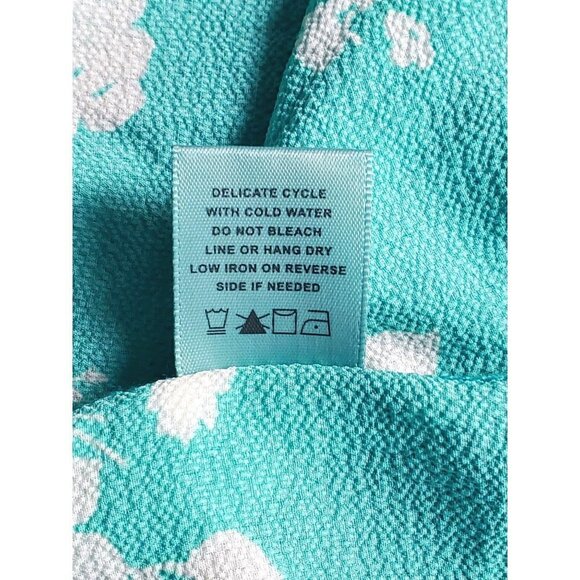 DELICATE CYCLE
WITH COLD WATER
DO NOT BLEACH
LINE OR HANG DRY
LOW IRON ON REVERSE
SIDE IF NEEDED